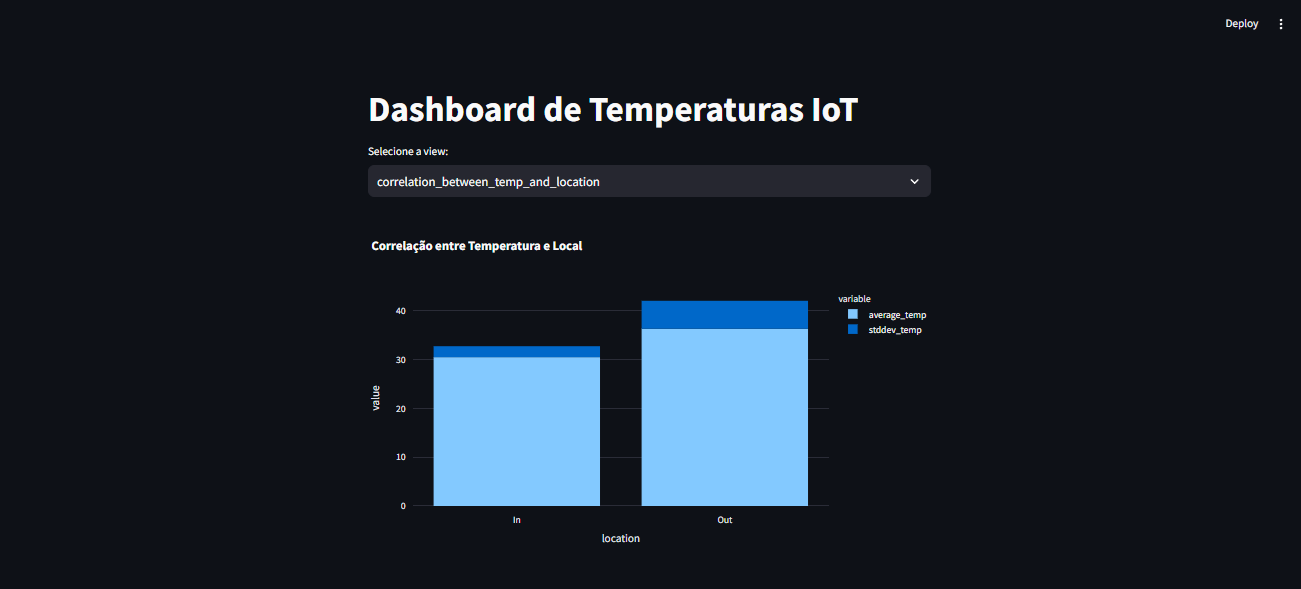 Deploy
Dashboard de Temperaturas IoT
Selecione a view:
correlation_between_temp_and_location
Correlação entre Temperatura e Local
variable
average_temp
stddev_temp
40
30
20
10
0
value
In
Out
location